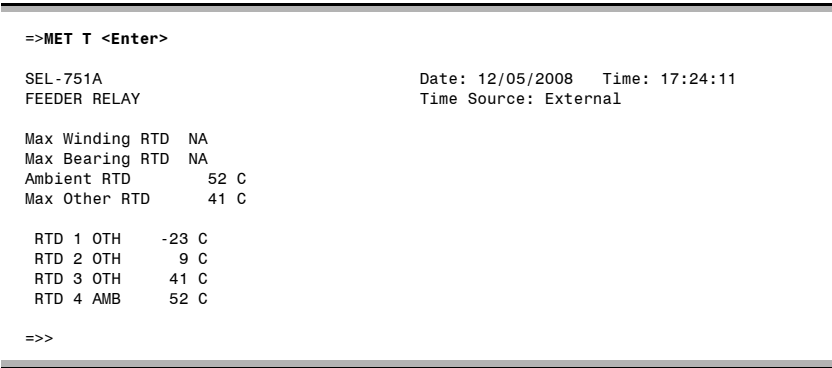 =>MET T <Enter>
SEL-751A Date: 12/05/2008 Time: 17:24:11
FEEDER RELAY Time Source: External
Max Winding RTD NA
Max Bearing RTD NA
Ambient RTD 52 C
Max Other RTD 41 C
RTD 1 OTH -23 C
RTD 2 OTH 9 C
RTD 3 OTH 41 C
RTD 4 AMB 52 C
=>>